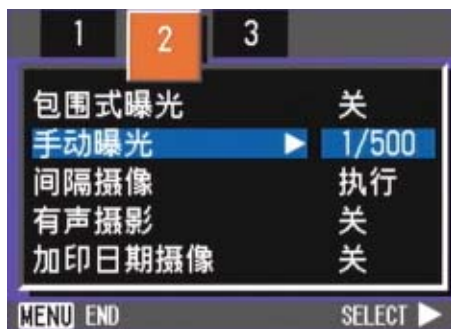 1 2 3
包围式曝光 关
手动曝光 ▶ 1/500
间隔摄像 执行
有声摄影 关
加印日期摄像 关
MENU END SELECT ▶